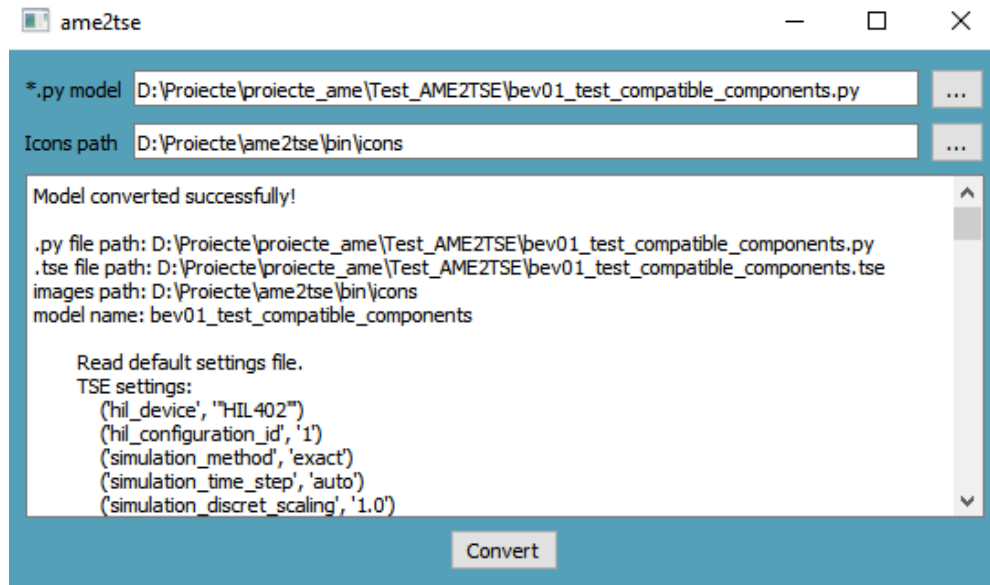 ame2tse
*.py model D:\Proiecte\proiecte_ame\Test_AME2TSE\bev01_test_compatible_components.py ...
Icons path D:\Proiecte\ame2tse\bin\icons ...
Model converted successfully!
.py file path: D:\Proiecte\proiecte_ame\Test_AME2TSE\bev01_test_compatible_components.py
.tse file path: D:\Proiecte\proiecte_ame\Test_AME2TSE\bev01_test_compatible_components.tse
images path: D:\Proiecte\ame2tse\bin\icons
model name: bev01_test_compatible_components
Read default settings file.
TSE settings:
('hil_device', '"HIL402"')
('hil_configuration_id', '1')
('simulation_method', 'exact')
('simulation_time_step', 'auto')
('simulation_discret_scaling', '1.0')
Convert